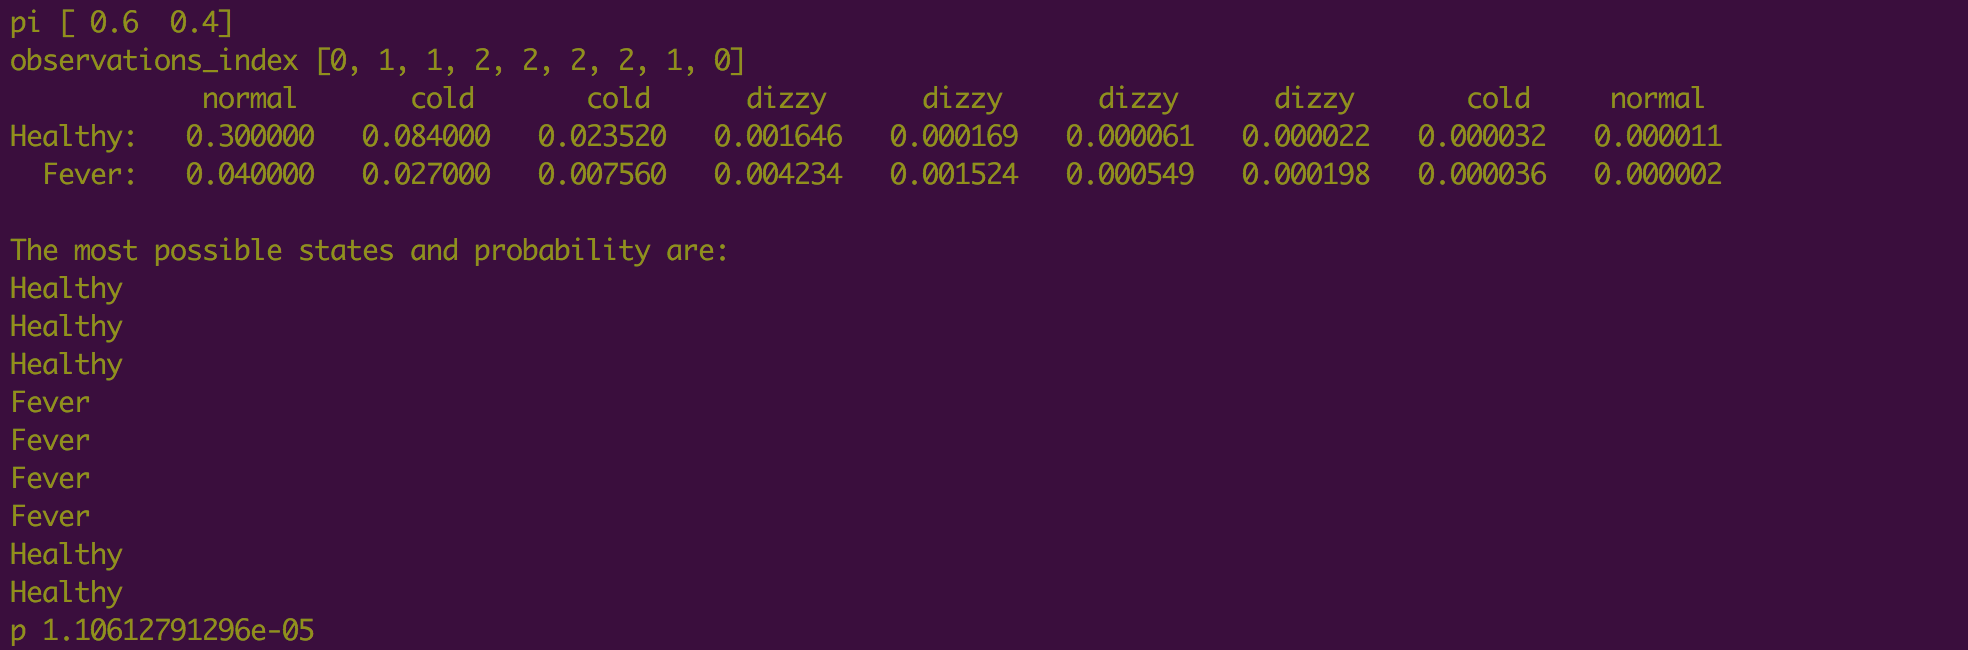 pi [ 0.6  0.4]
observations_index [0, 1, 1, 2, 2, 2, 2, 1, 0]
            normal       cold       cold      dizzy      dizzy      dizzy      dizzy       cold     normal
Healthy:   0.300000   0.084000   0.023520   0.001646   0.000169   0.000061   0.000022   0.000032   0.000011
  Fever:   0.040000   0.027000   0.007560   0.004234   0.001524   0.000549   0.000198   0.000036   0.000002
The most possible states and probability are:
Healthy
Healthy
Healthy
Fever
Fever
Fever
Fever
Healthy
Healthy
p 1.10612791296e-05